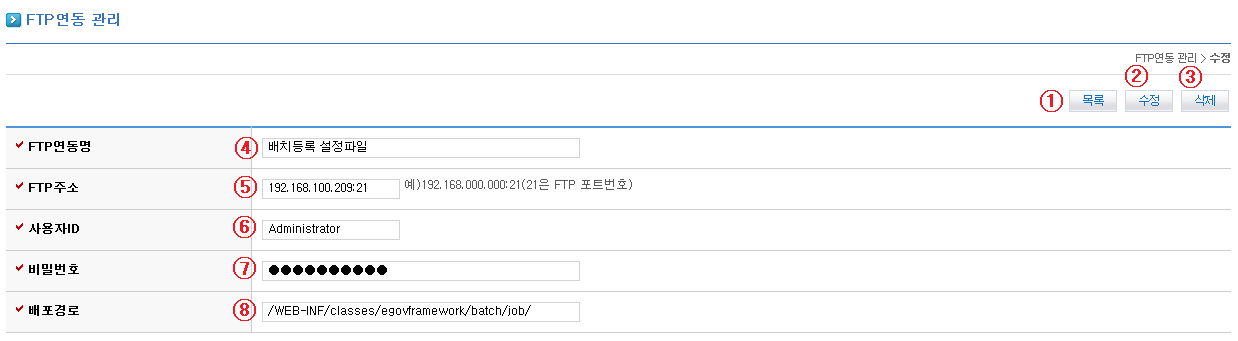 FTP연동 관리
FTP연동 관리 > 수정
① 목록 ② 수정 ③ 삭제
FTP연동명 ④ 배치등록 설정파일
FTP주소 ⑤ 192.168.100.209:21 예)192.168.000.000:21(21은 FTP 포트번호)
사용자ID ⑥ Administrator
비밀번호 ⑦ ●●●●●●●●●●
배포경로 ⑧ /WEB-INF/classes/egovframework/batch/job/